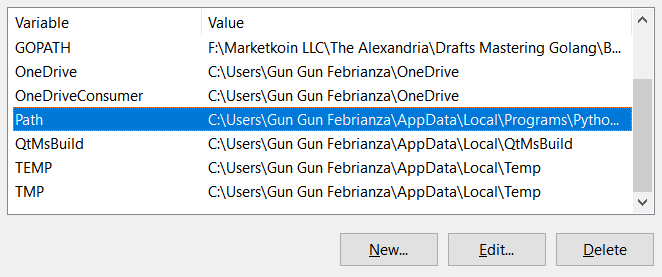 Variable Value
GOPATH F:\Marketkoin LLC\The Alexandria\Drafts Mastering Golang\B...
OneDrive C:\Users\Gun Gun Febrianza\OneDrive
OneDriveConsumer C:\Users\Gun Gun Febrianza\OneDrive
Path C:\Users\Gun Gun Febrianza\AppData\Local\Programs\Pytho...
QtMsBuild C:\Users\Gun Gun Febrianza\AppData\Local\QtMsBuild
TEMP C:\Users\Gun Gun Febrianza\AppData\Local\Temp
TMP C:\Users\Gun Gun Febrianza\AppData\Local\Temp
New... Edit... Delete